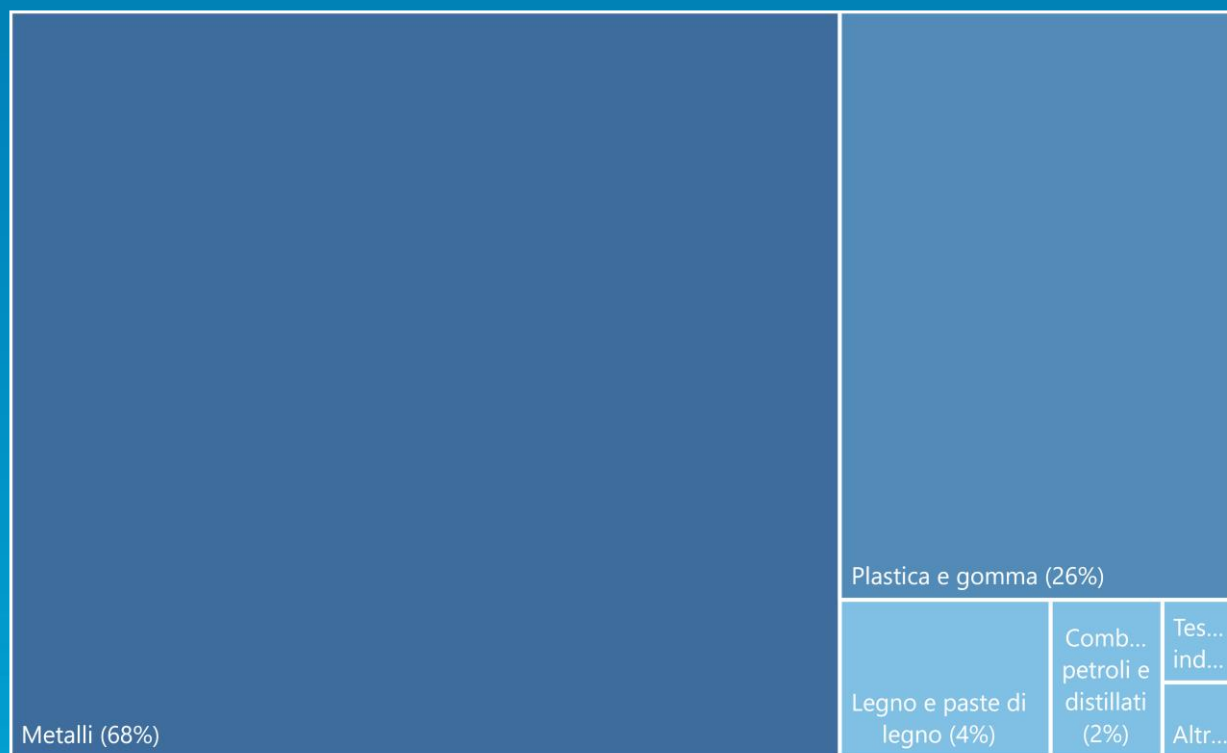 Metalli (68%)
Plastica e gomma (26%)
Legno e paste di
legno (4%)
Comb...
petroli e
distillati
(2%)
Tes...
ind...
Altr...